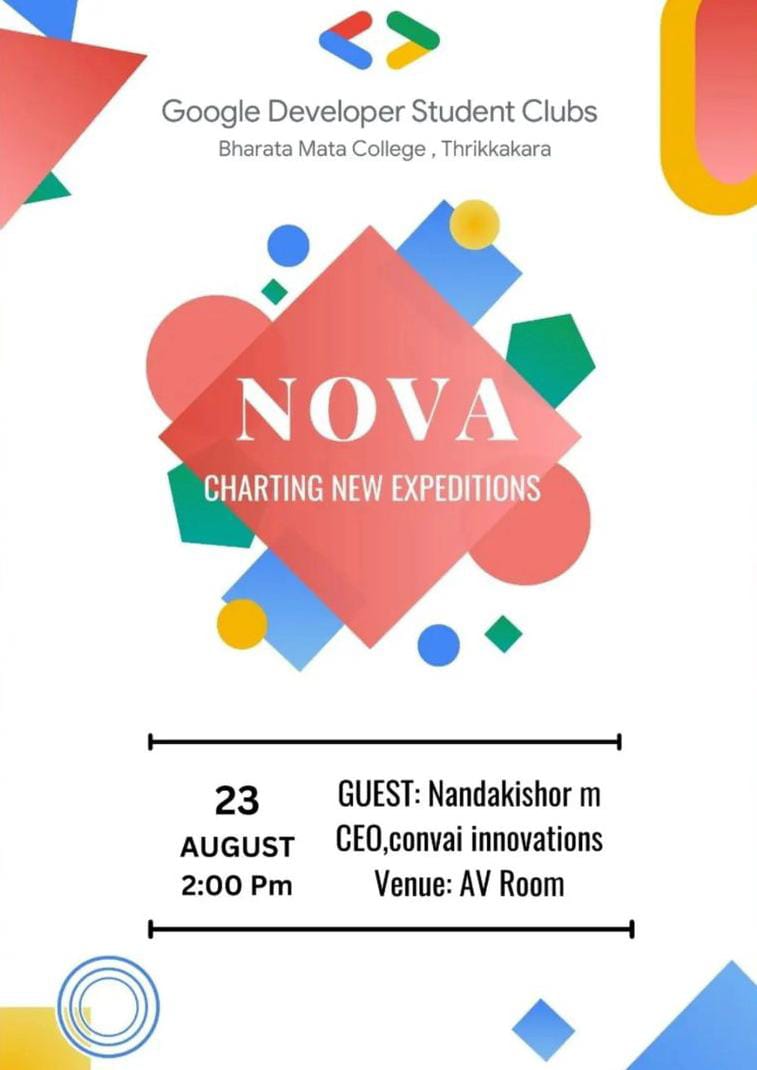 Google Developer Student Clubs
Bharata Mata College , Thrikkakara
NOVA
CHARTING NEW EXPEDITIONS
23
AUGUST
2:00 Pm
GUEST: Nandakishor m
CEO,convai innovations
Venue: AV Room